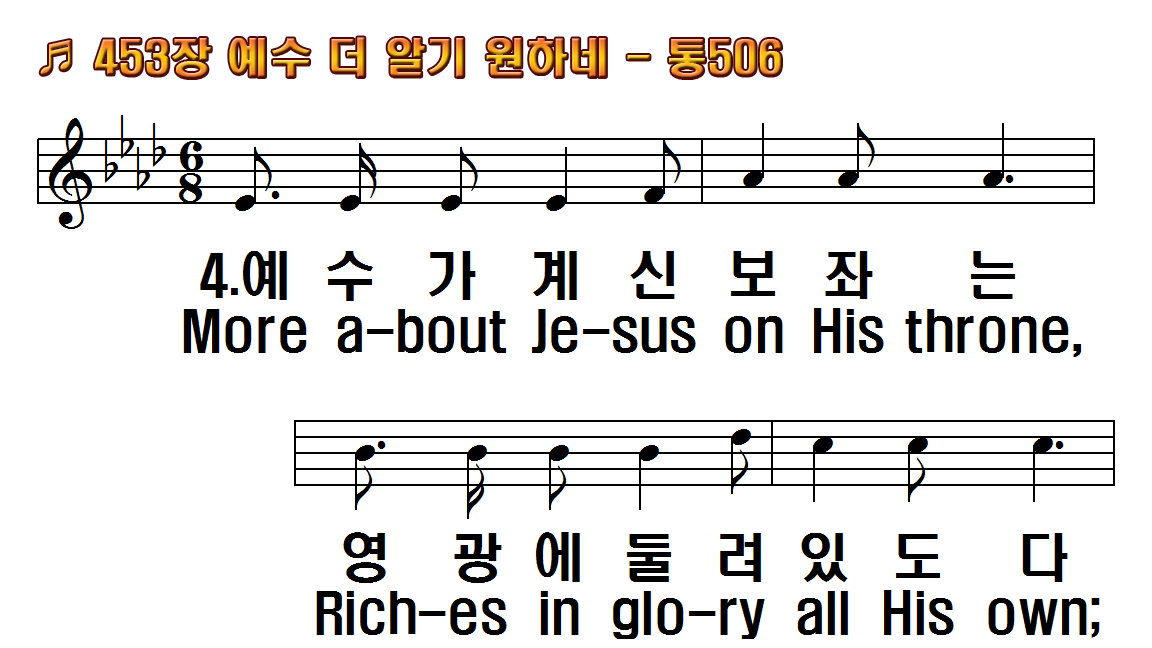 ♬ 453장 예수 더 알기 원하네 - 통506
6
8
4.예 수 가 계 신 보 좌 는
More a-bout Je-sus on His throne,
영 광 에 둘 려 있 도 다
Rich-es in glo-ry all His own;